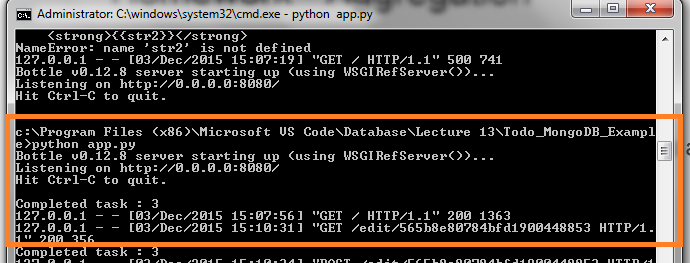 Administrator: C:\windows\system32\cmd.exe - python app.py
<strong>{{str2}}</strong>
NameError: name 'str2' is not defined
127.0.0.1 - - [03/Dec/2015 15:07:19] "GET / HTTP/1.1" 500 741
Bottle v0.12.8 server starting up (using WSGIRefServer())...
Listening on http://0.0.0.0:8080/
Hit Ctrl-C to quit.
c:\Program Files (x86)\Microsoft VS Code\Database\Lecture 13\Todo_MongoDB_Exampl
e>python app.py
Bottle v0.12.8 server starting up (using WSGIRefServer())...
Listening on http://0.0.0.0:8080/
Hit Ctrl-C to quit.
Completed task : 3
127.0.0.1 - - [03/Dec/2015 15:07:56] "GET / HTTP/1.1" 200 1363
127.0.0.1 - - [03/Dec/2015 15:10:31] "GET /edit/565b8e80784bfd1900448853 HTTP/1.
1" 200 356
Completed task : 3